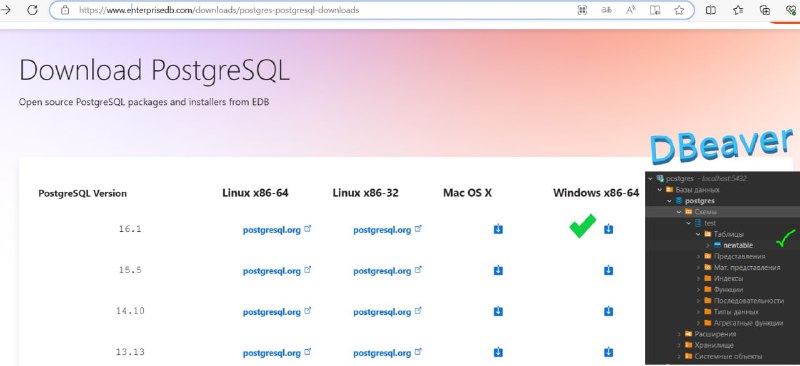 https://www.enterprisedb.com/downloads/postgres-postgresql-downloads
Download PostgreSQL
Open source PostgreSQL packages and installers from EDB
PostgreSQL Version Linux x86-64 Linux x86-32 Mac OS X Windows x86-64
16.1 postgresql.org postgresql.org
15.5 postgresql.org postgresql.org
14.10 postgresql.org postgresql.org
13.13 postgresql.org postgresql.org
DBeaver
postgres - localhost:5432
Базы данных
postgres
Схемы
test
Таблицы
newtable
Представления
Мат. представления
Индексы
Функции
Последовательности
Типы данных
Агрегатные функции
Расширения
Хранилище
Системные объекты